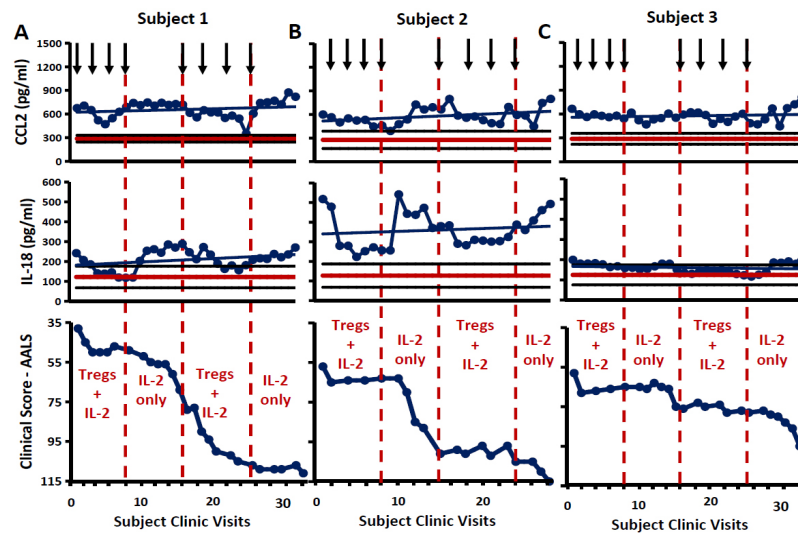 Subject 1
Subject 2
Subject 3
A
B
C
CCL2 (pg/ml)
1500
1200
900
600
300
0
IL-18 (pg/ml)
600
500
400
300
200
100
0
Clinical Score - AALS
35
55
75
95
115
Tregs
+
IL-2
IL-2
only
Tregs
+
IL-2
IL-2
only
Tregs
+
IL-2
IL-2
only
Tregs
+
IL-2
IL-2
only
Tregs
+
IL-2
IL-2
only
Tregs
+
IL-2
IL-2
only
0 10 20 30
0 10 20
0 10 20 30
Subject Clinic Visits
Subject Clinic Visits
Subject Clinic Visits